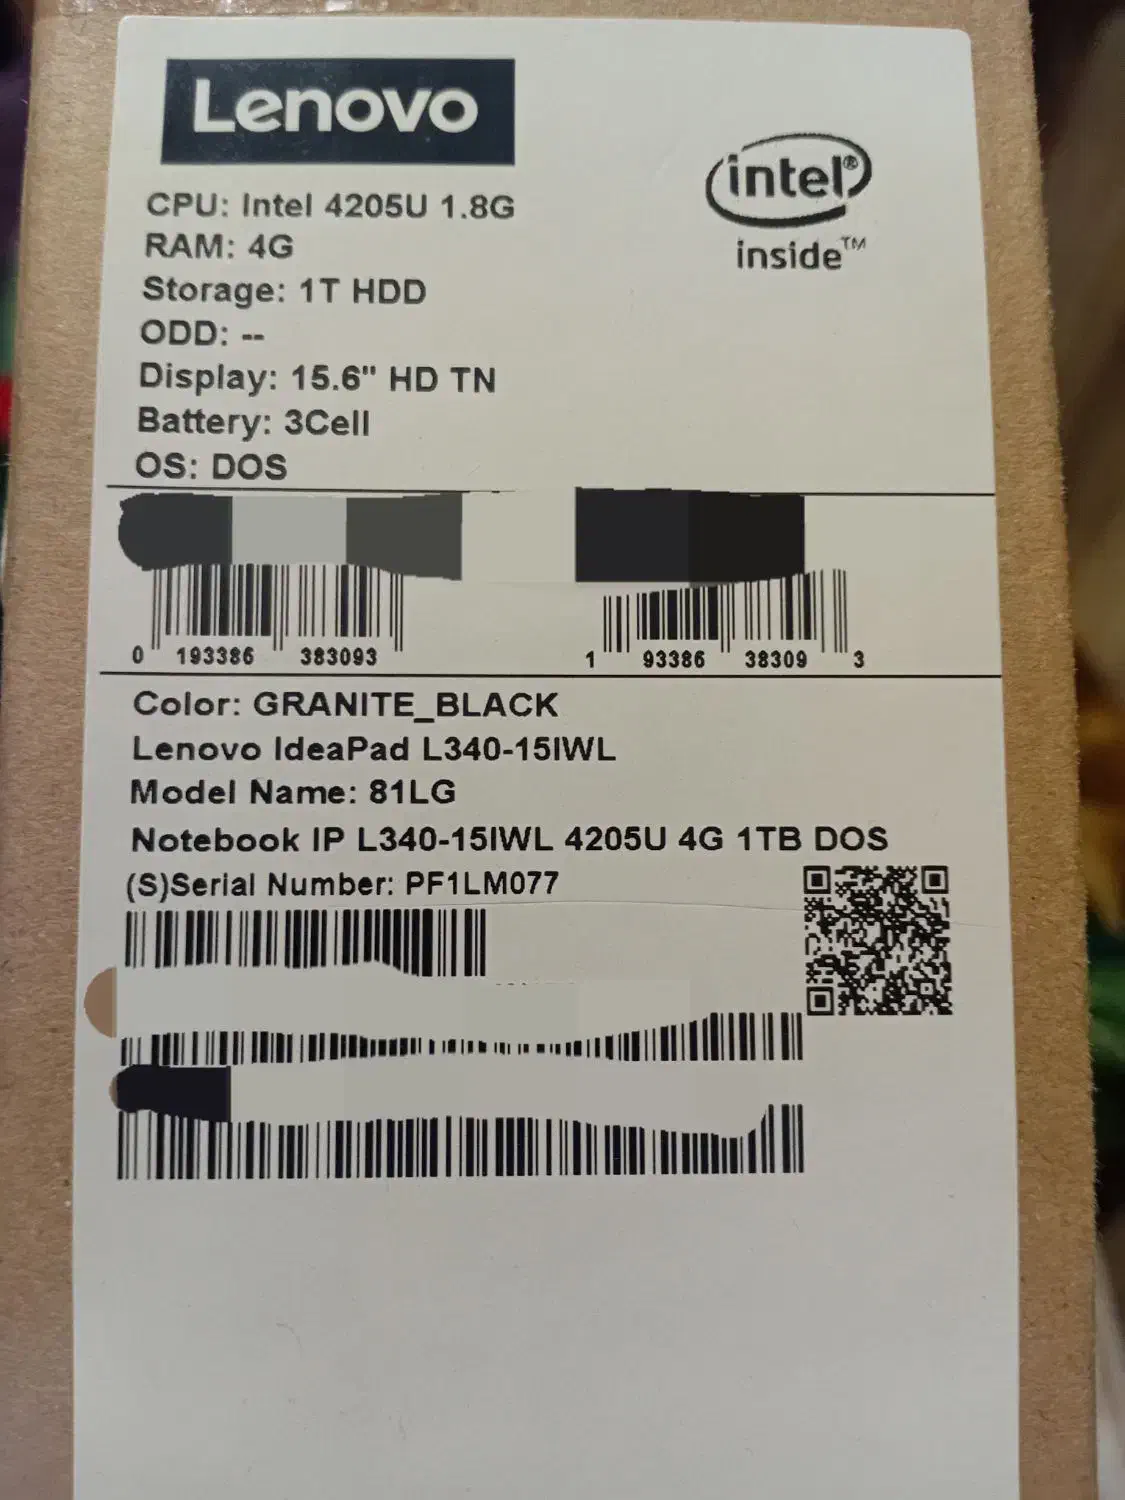 Lenovo
intel®
inside™
CPU: Intel 4205U 1.8G
RAM: 4G
Storage: 1T HDD
ODD: --
Display: 15.6" HD TN
Battery: 3Cell
OS: DOS
0 193386 383093
1 93386 38309 3
Color: GRANITE_BLACK
Lenovo IdeaPad L340-15IWL
Model Name: 81LG
Notebook IP L340-15IWL 4205U 4G 1TB DOS
(S)Serial Number: PF1LM077